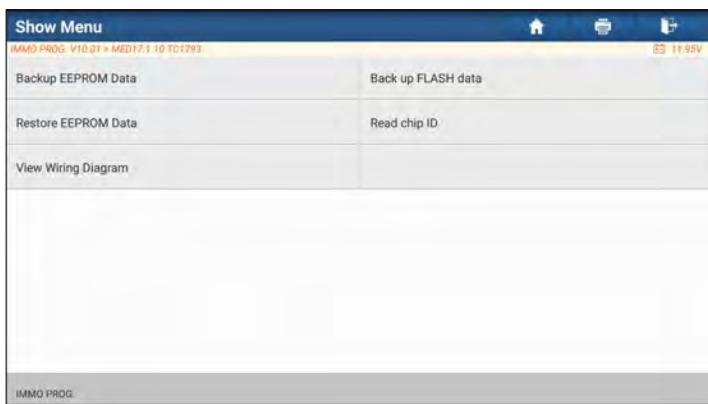 Show Menu
IMMO PROG. V10.01 > MED17.1.10 TC1793
11.95V
Backup EEPROM Data
Back up FLASH data
Restore EEPROM Data
Read chip ID
View Wiring Diagram
IMMO PROG.